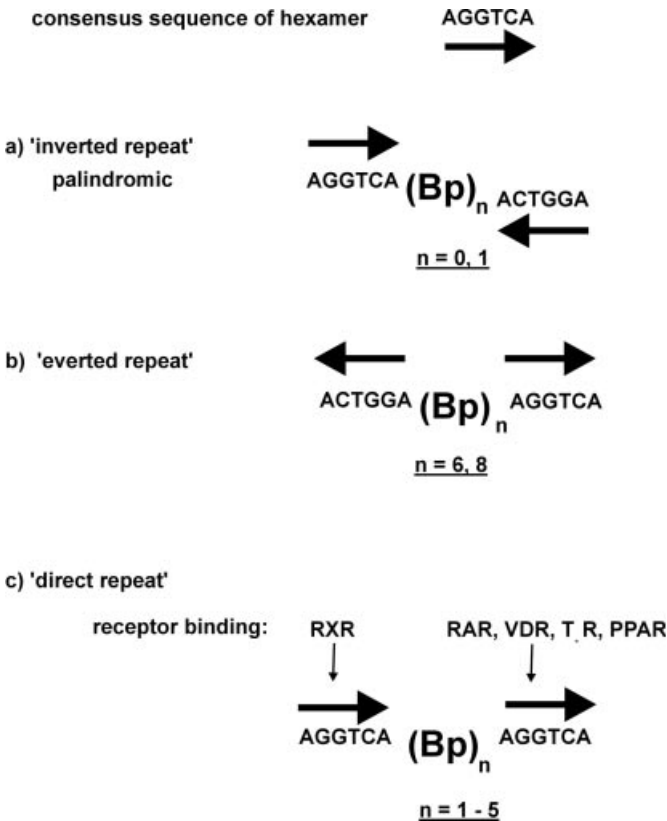 consensus sequence of hexamer AGGTCA
a) 'inverted repeat'
palindromic
AGGTCA (Bp)n ACTGGA
n = 0, 1
b) 'everted repeat'
ACTGGA (Bp)n AGGTCA
n = 6, 8
c) 'direct repeat'
receptor binding: RXR RAR, VDR, T.R, PPAR
AGGTCA (Bp)n AGGTCA
n = 1 - 5